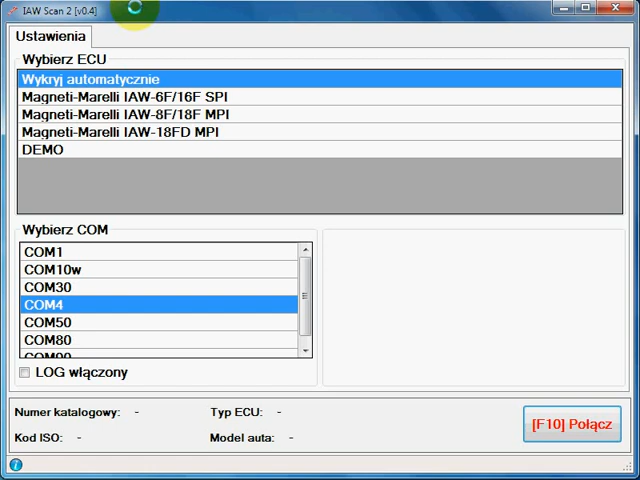 IAW Scan 2 [v0.4]
Ustawienia
Wybierz ECU
Wykryj automatycznie
Magneti-Marelli IAW-6F/16F SPI
Magneti-Marelli IAW-8F/18F MPI
Magneti-Marelli IAW-18FD MPI
DEMO
Wybierz COM
COM1
COM10w
COM30
COM4
COM50
COM80
COM90
LOG włączony
Numer katalogowy: -
Typ ECU: -
[F10] Połącz
Kod ISO: -
Model auta: -